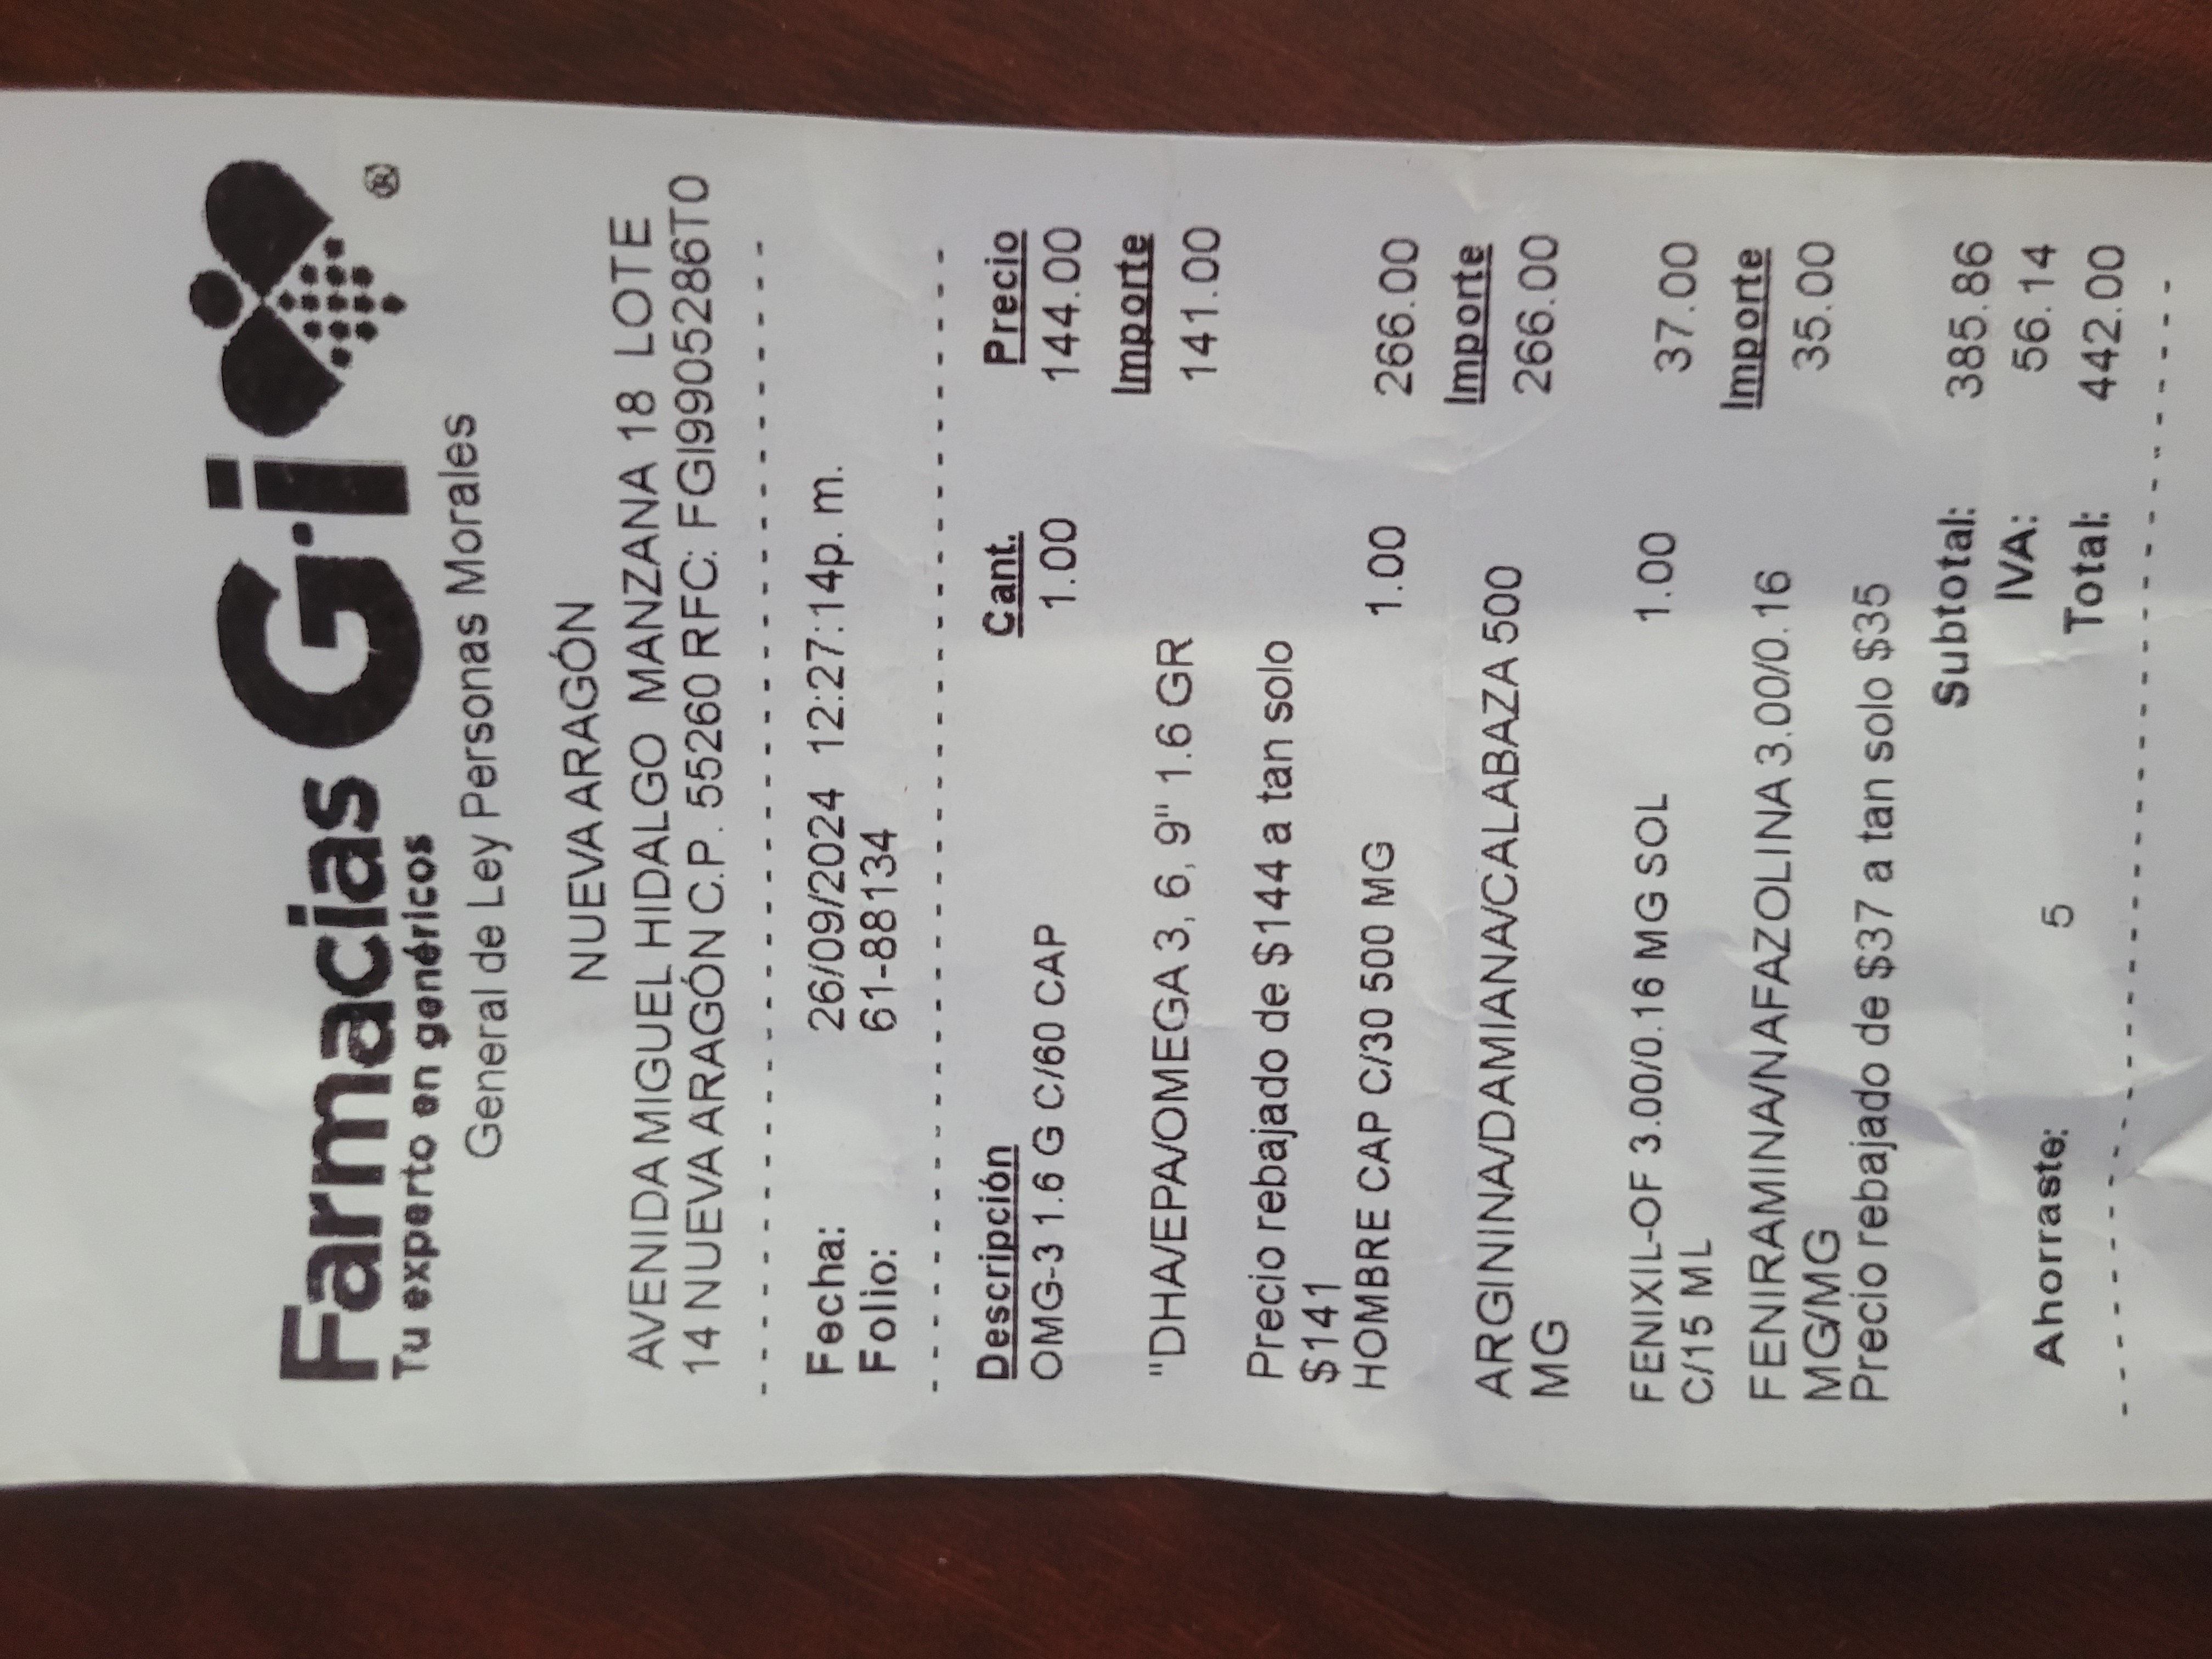 Farmacias Gi ®
Tu experto en genéricos
General de Ley Personas Morales
NUEVA ARAGÓN
AVENIDA MIGUEL HIDALGO MANZANA 18 LOTE
14 NUEVA ARAGÓN C.P. 55260 RFC: FGI9905286T0
Fecha: 26/09/2024 12:27:14p. m.
Folio: 61-88134
Descripción Cant. Precio
OMG-3 1.6 G C/60 CAP 1.00 144.00
Importe
"DHA/EPA/OMEGA 3, 6, 9" 1.6 GR 141.00
Precio rebajado de $144 a tan solo
$141
HOMBRE CAP C/30 500 MG 1.00 266.00
Importe
ARGININA/DAMIANA/CALABAZA 500 266.00
MG
FENIXIL-OF 3.00/0.16 MG SOL 1.00 37.00
C/15 ML
Importe
FENIRAMINA/NAFAZOLINA 3.00/0.16 35.00
MG/MG
Precio rebajado de $37 a tan solo $35
Subtotal: 385.86
IVA: 56.14
Ahorraste: 5
Total: 442.00